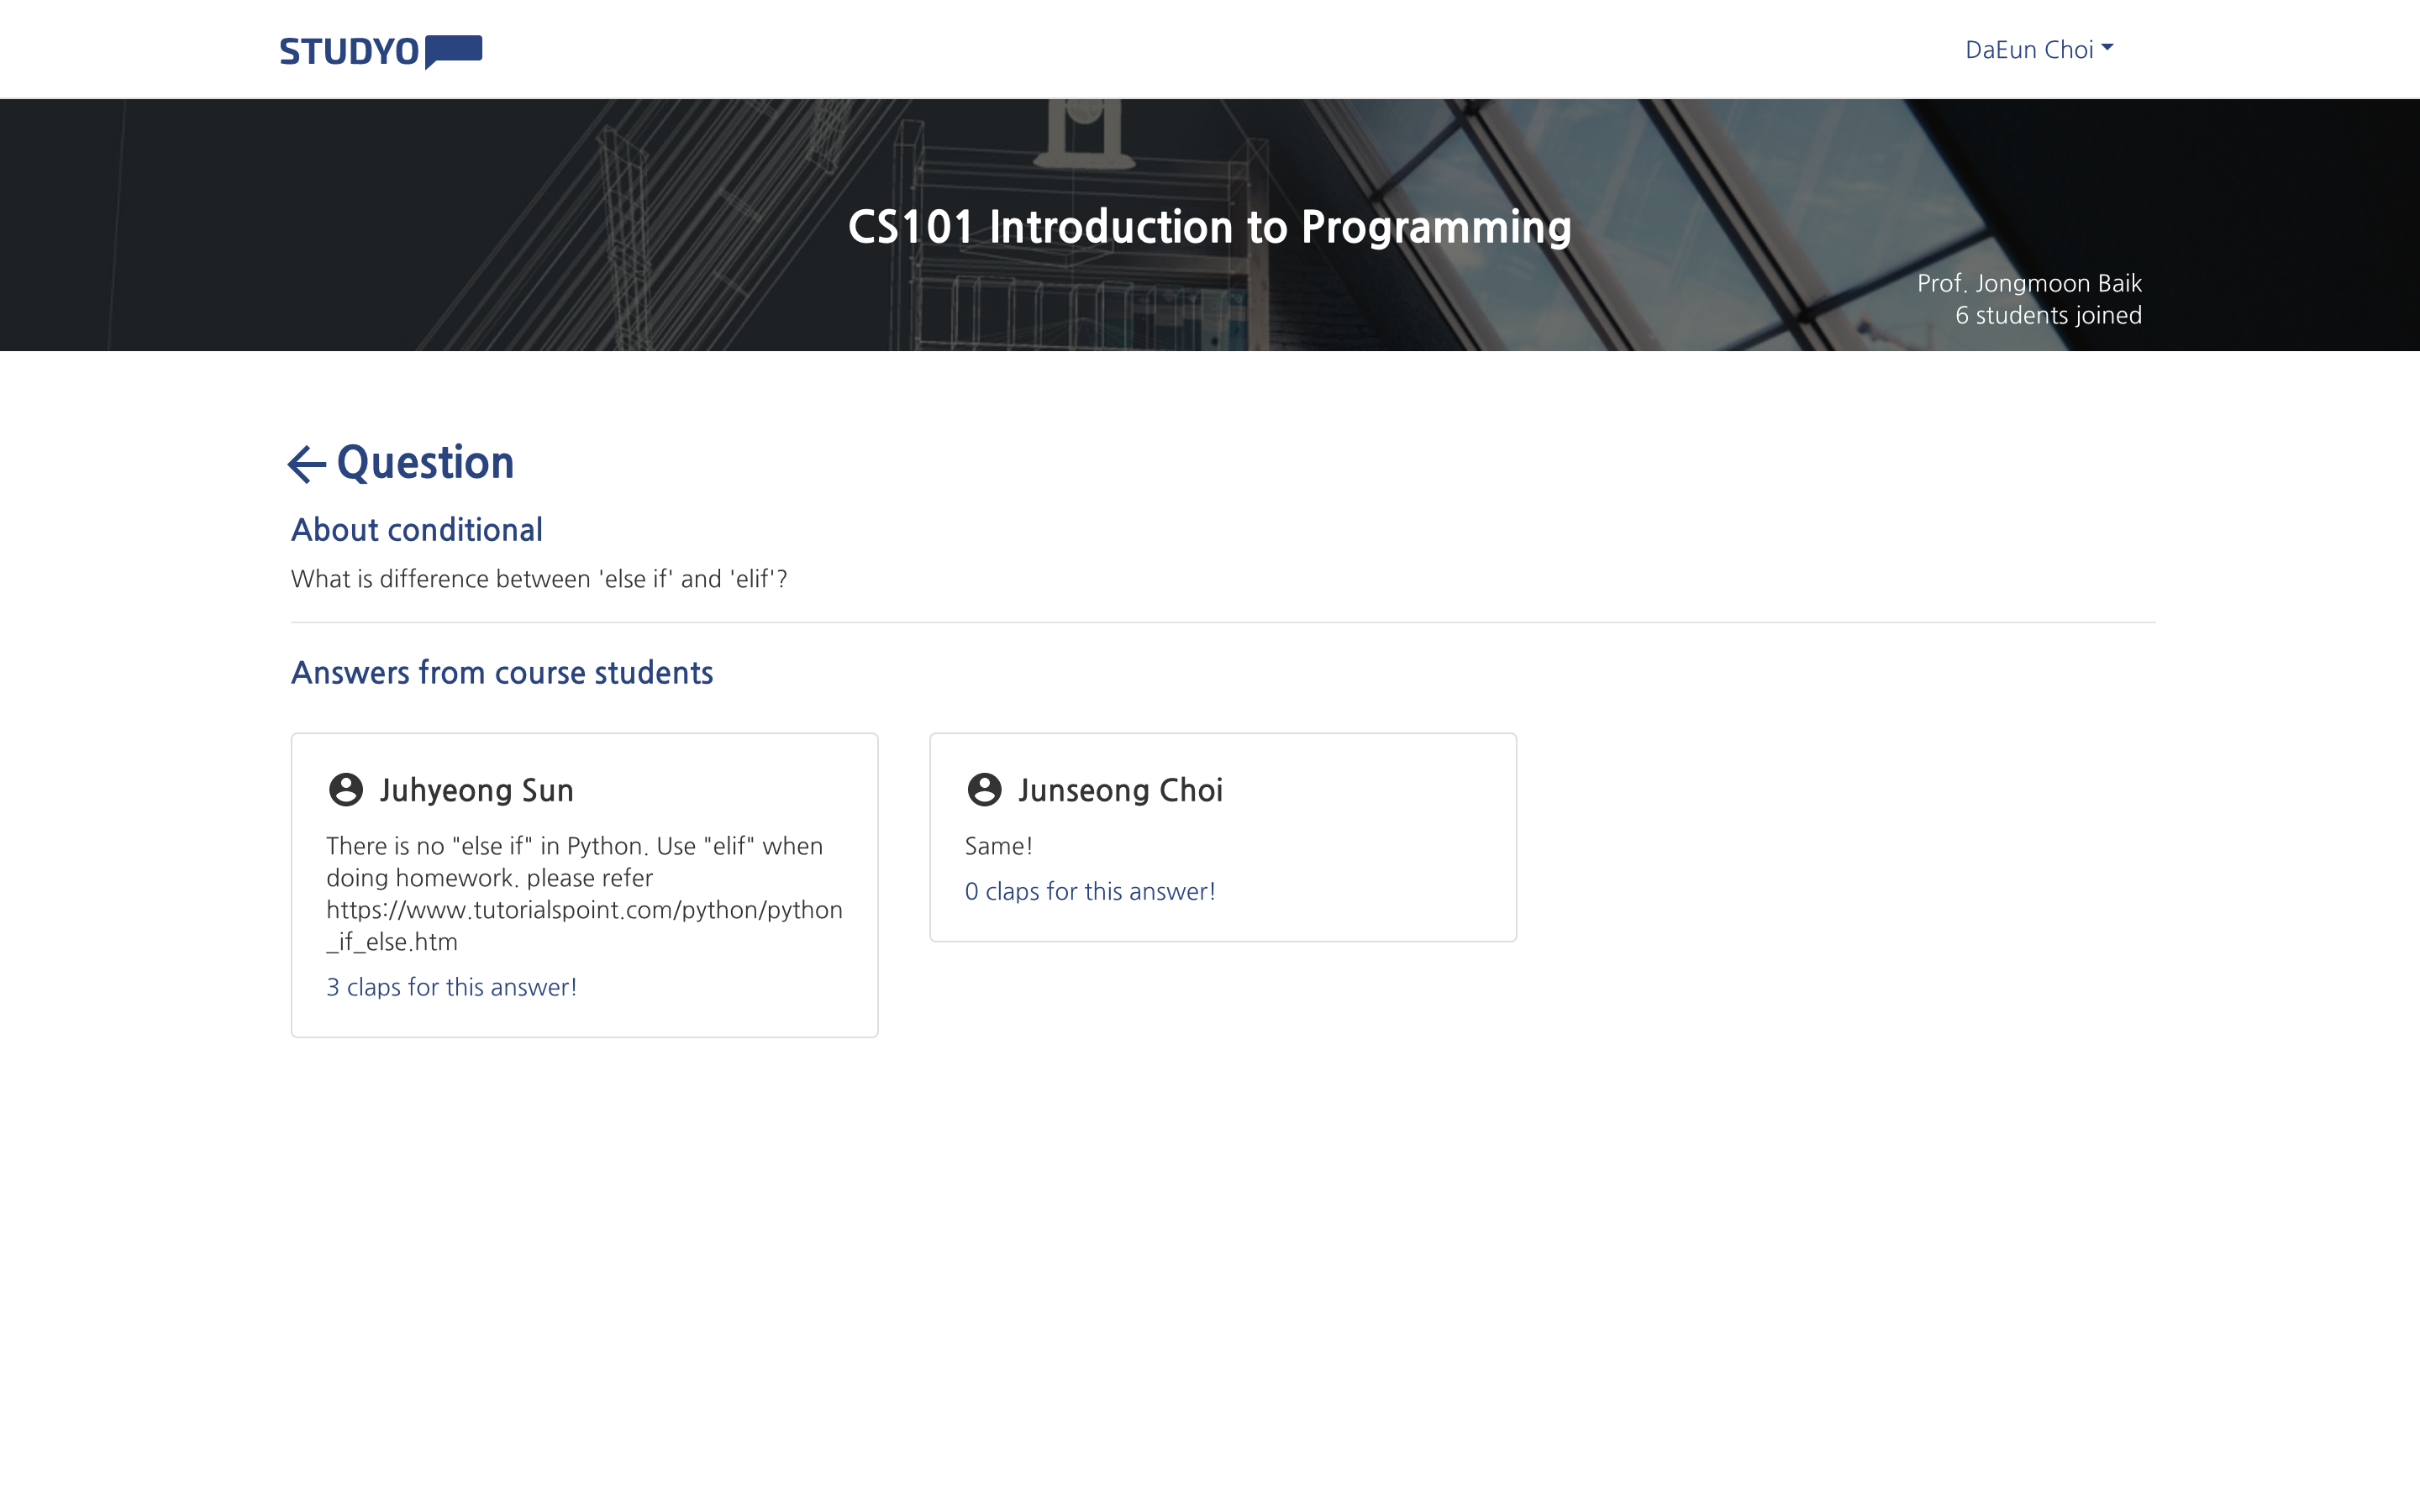 STUDYO
DaEun Choi
CS101 Introduction to Programming
Prof. Jongmoon Baik
6 students joined
Question
About conditional
What is difference between 'else if' and 'elif'?
Answers from course students
Juhyeong Sun
There is no "else if" in Python. Use "elif" when
doing homework. please refer
https://www.tutorialspoint.com/python/python
_if_else.htm
3 claps for this answer!
Junseong Choi
Same!
0 claps for this answer!